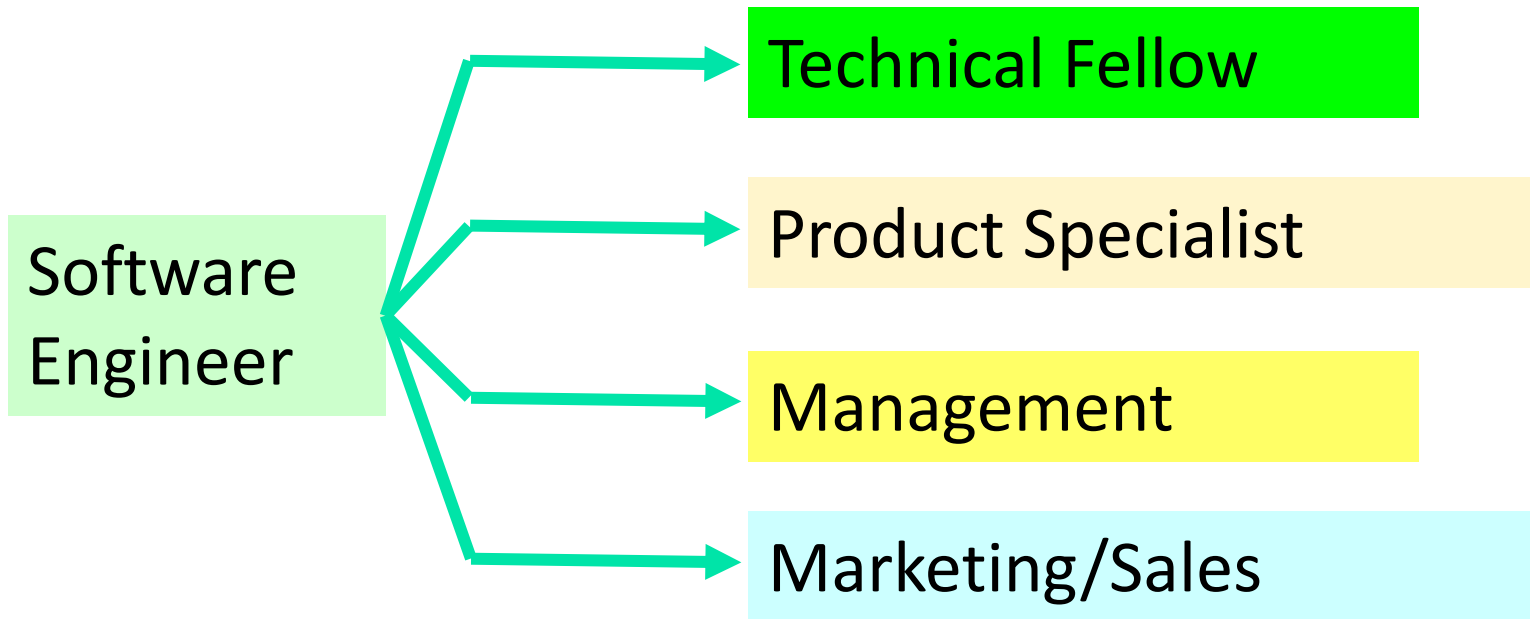 Software
Engineer
Technical Fellow
Product Specialist
Management
Marketing/Sales